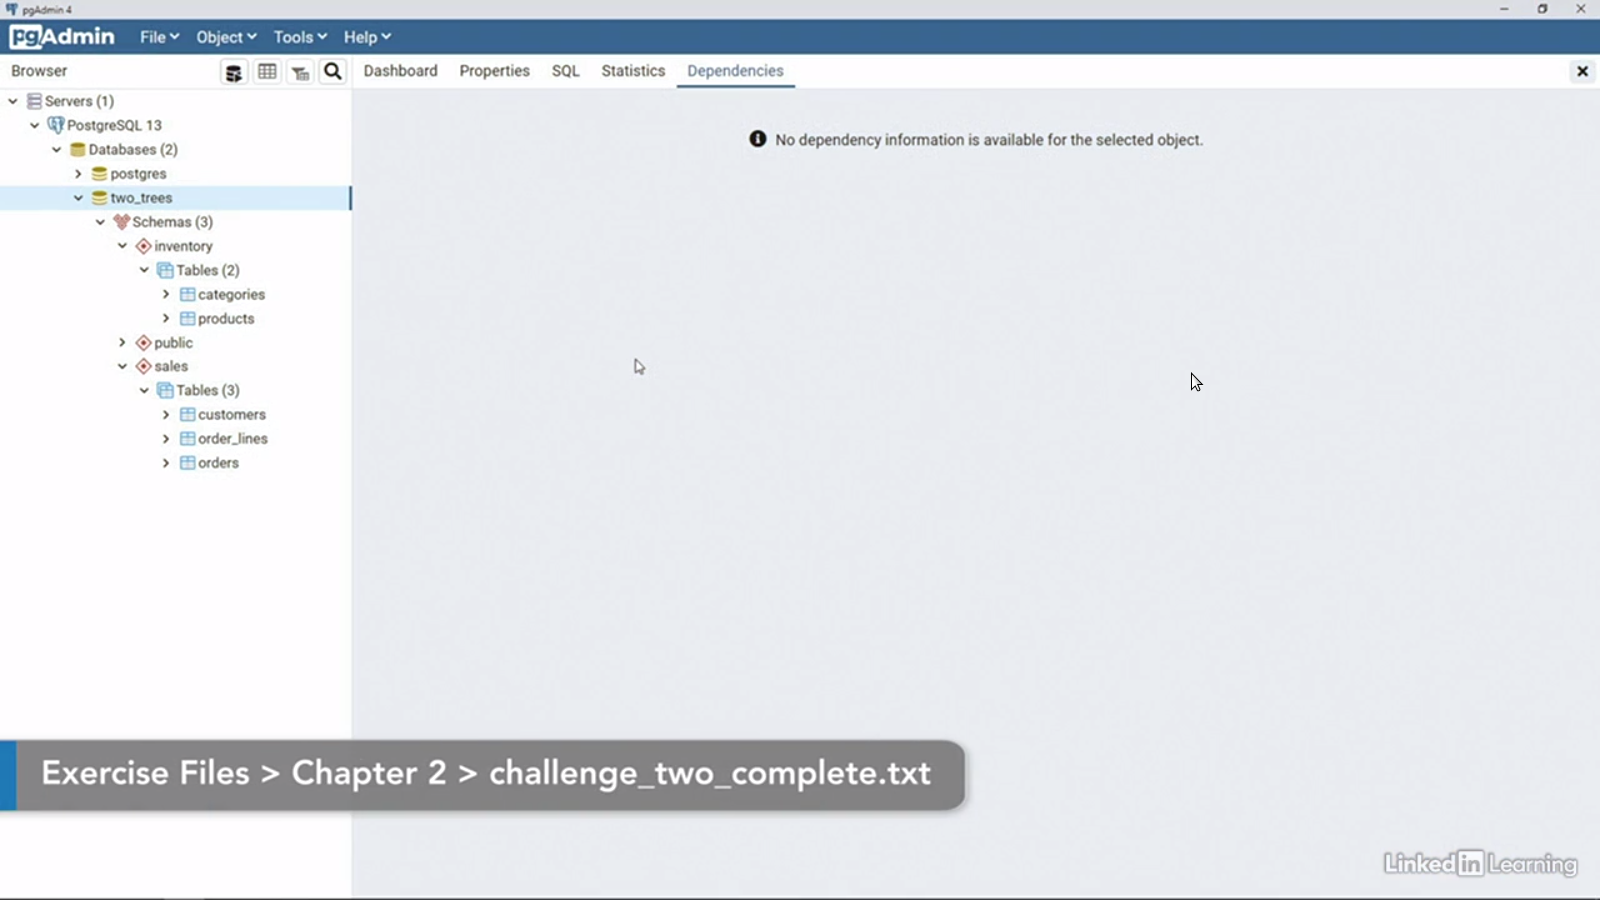 pgAdmin 4
pgAdmin File Object Tools Help
Browser Dashboard Properties SQL Statistics Dependencies
Servers (1)
PostgreSQL 13
Databases (2)
postgres
two_trees
Schemas (3)
inventory
Tables (2)
categories
products
public
sales
Tables (3)
customers
order_lines
orders
No dependency information is available for the selected object.
Exercise Files > Chapter 2 > challenge_two_complete.txt
Linked in Learning